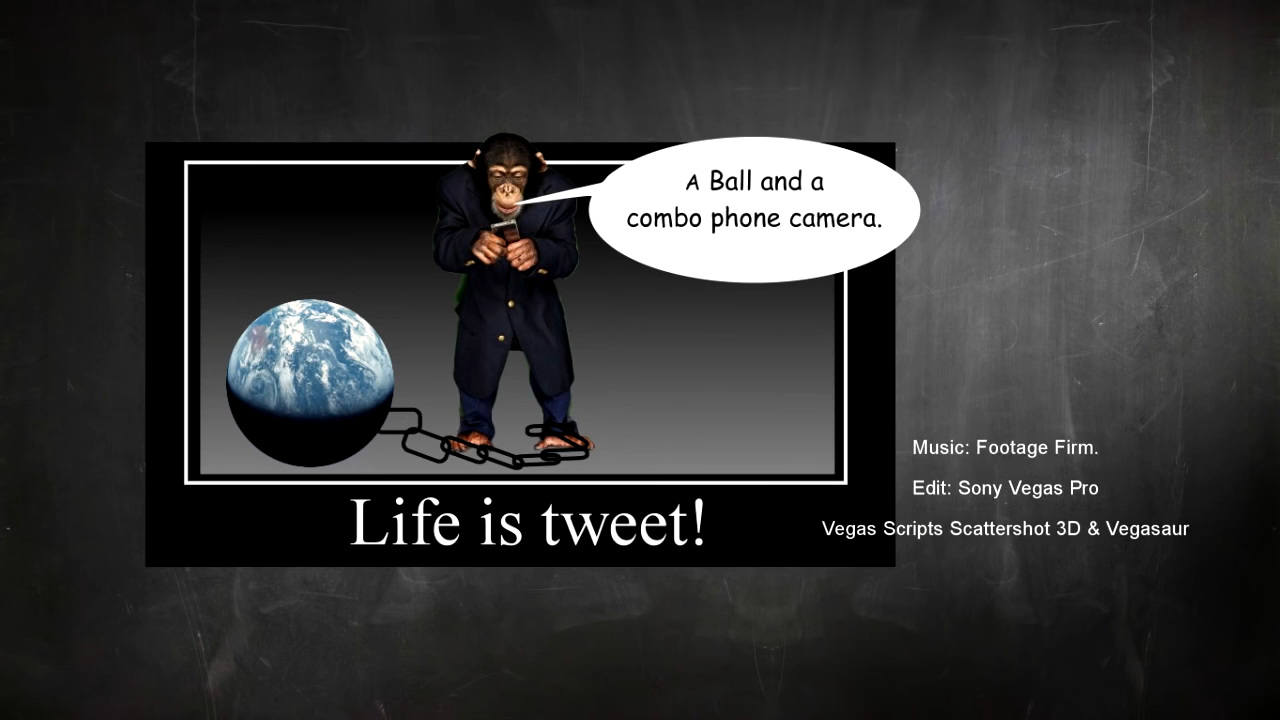 A Ball and a
combo phone camera.
Life is tweet!
Music: Footage Firm.
Edit: Sony Vegas Pro
Vegas Scripts Scattershot 3D & Vegasaur